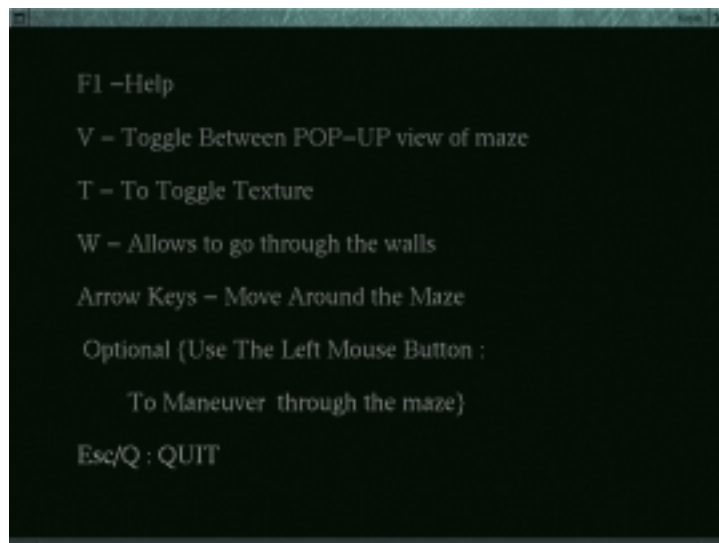 F1 –Help
V – Toggle Between POP–UP view of maze
T – To Toggle Texture
W – Allows to go through the walls
Arrow Keys – Move Around the Maze
Optional {Use The Left Mouse Button :
To Maneuver through the maze}
Esc/Q : QUIT